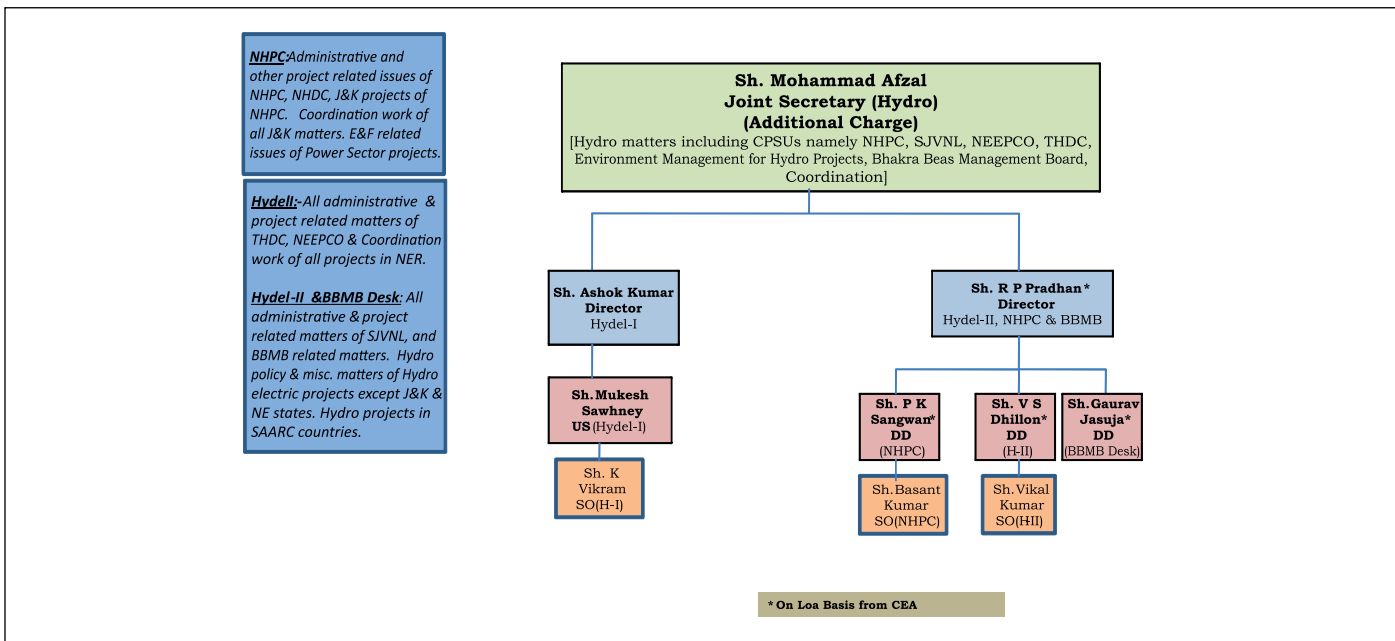 NHPC:Administrative and
other project related issues of
NHPC, NHDC, J&K projects of
NHPC. Coordination work of
all J&K matters. E&F related
issues of Power Sector projects.
HydelI:-All administrative &
project related matters of
THDC, NEEPCO & Coordination
work of all projects in NER.
Hydel-II &BBMB Desk: All
administrative & project
related matters of SJVNL, and
BBMB related matters. Hydro
policy & misc. matters of Hydro
electric projects except J&K &
NE states. Hydro projects in
SAARC countries.
Sh. Mohammad Afzal
Joint Secretary (Hydro)
(Additional Charge)
[Hydro matters including CPSUs namely NHPC, SJVNL, NEEPCO, THDC,
Environment Management for Hydro Projects, Bhakra Beas Management Board,
Coordination]
Sh. Ashok Kumar
Director
Hydel-I
Sh. R P Pradhan*
Director
Hydel-II, NHPC & BBMB
Sh.Mukesh
Sawhney
US (Hydel-I)
Sh. P K
Sangwan*
DD
(NHPC)
Sh. V S
Dhillon*
DD
(H-II)
Sh.Gaurav
Jasuja*
DD
(BBMB Desk)
Sh. K
Vikram
SO(H-I)
Sh.Basant
Kumar
SO(NHPC)
Sh.Vikal
Kumar
SO(H-II)
* On Loa Basis from CEA